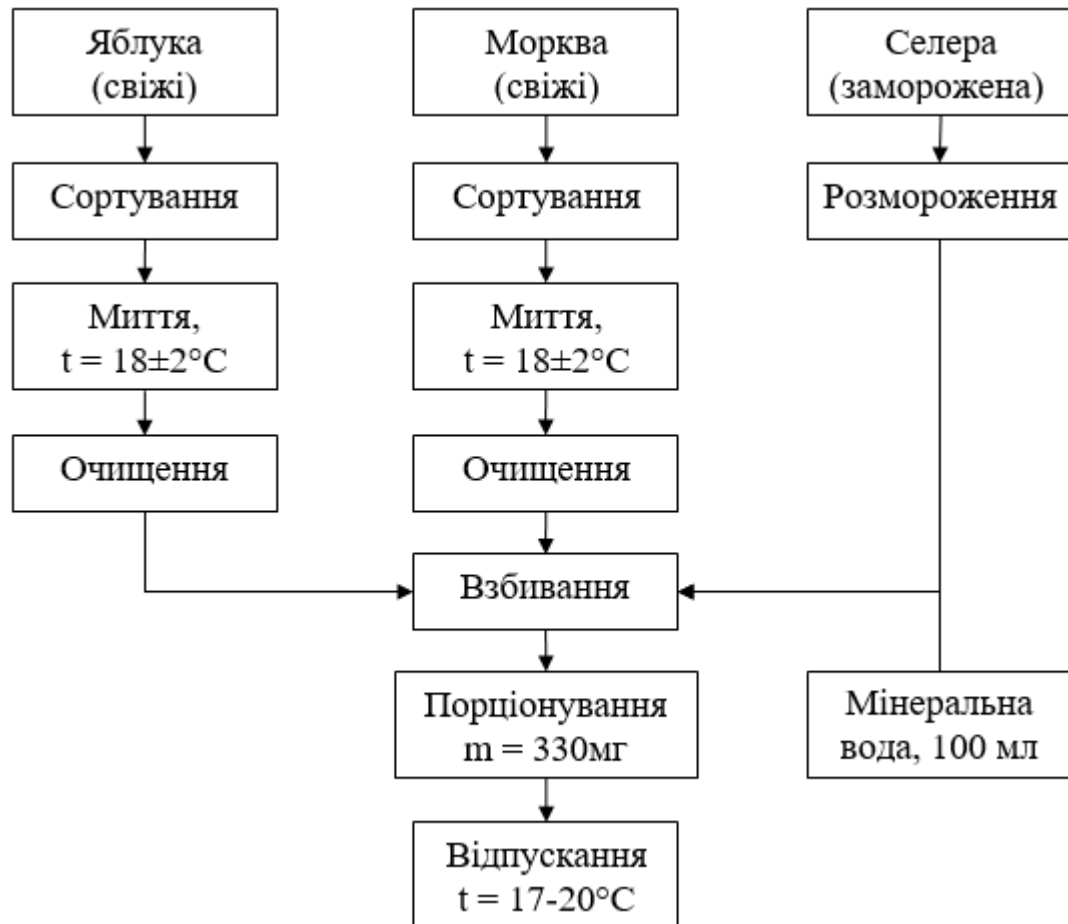 Яблука
(свіжі)
Морква
(свіжі)
Селера
(заморожена)
Сортування
Сортування
Розмороження
Миття,
t = 18±2°C
Миття,
t = 18±2°C
Очищення
Очищення
Взбивання
Порціонування
m = 330мг
Мінеральна
вода, 100 мл
Відпускання
t = 17-20°C